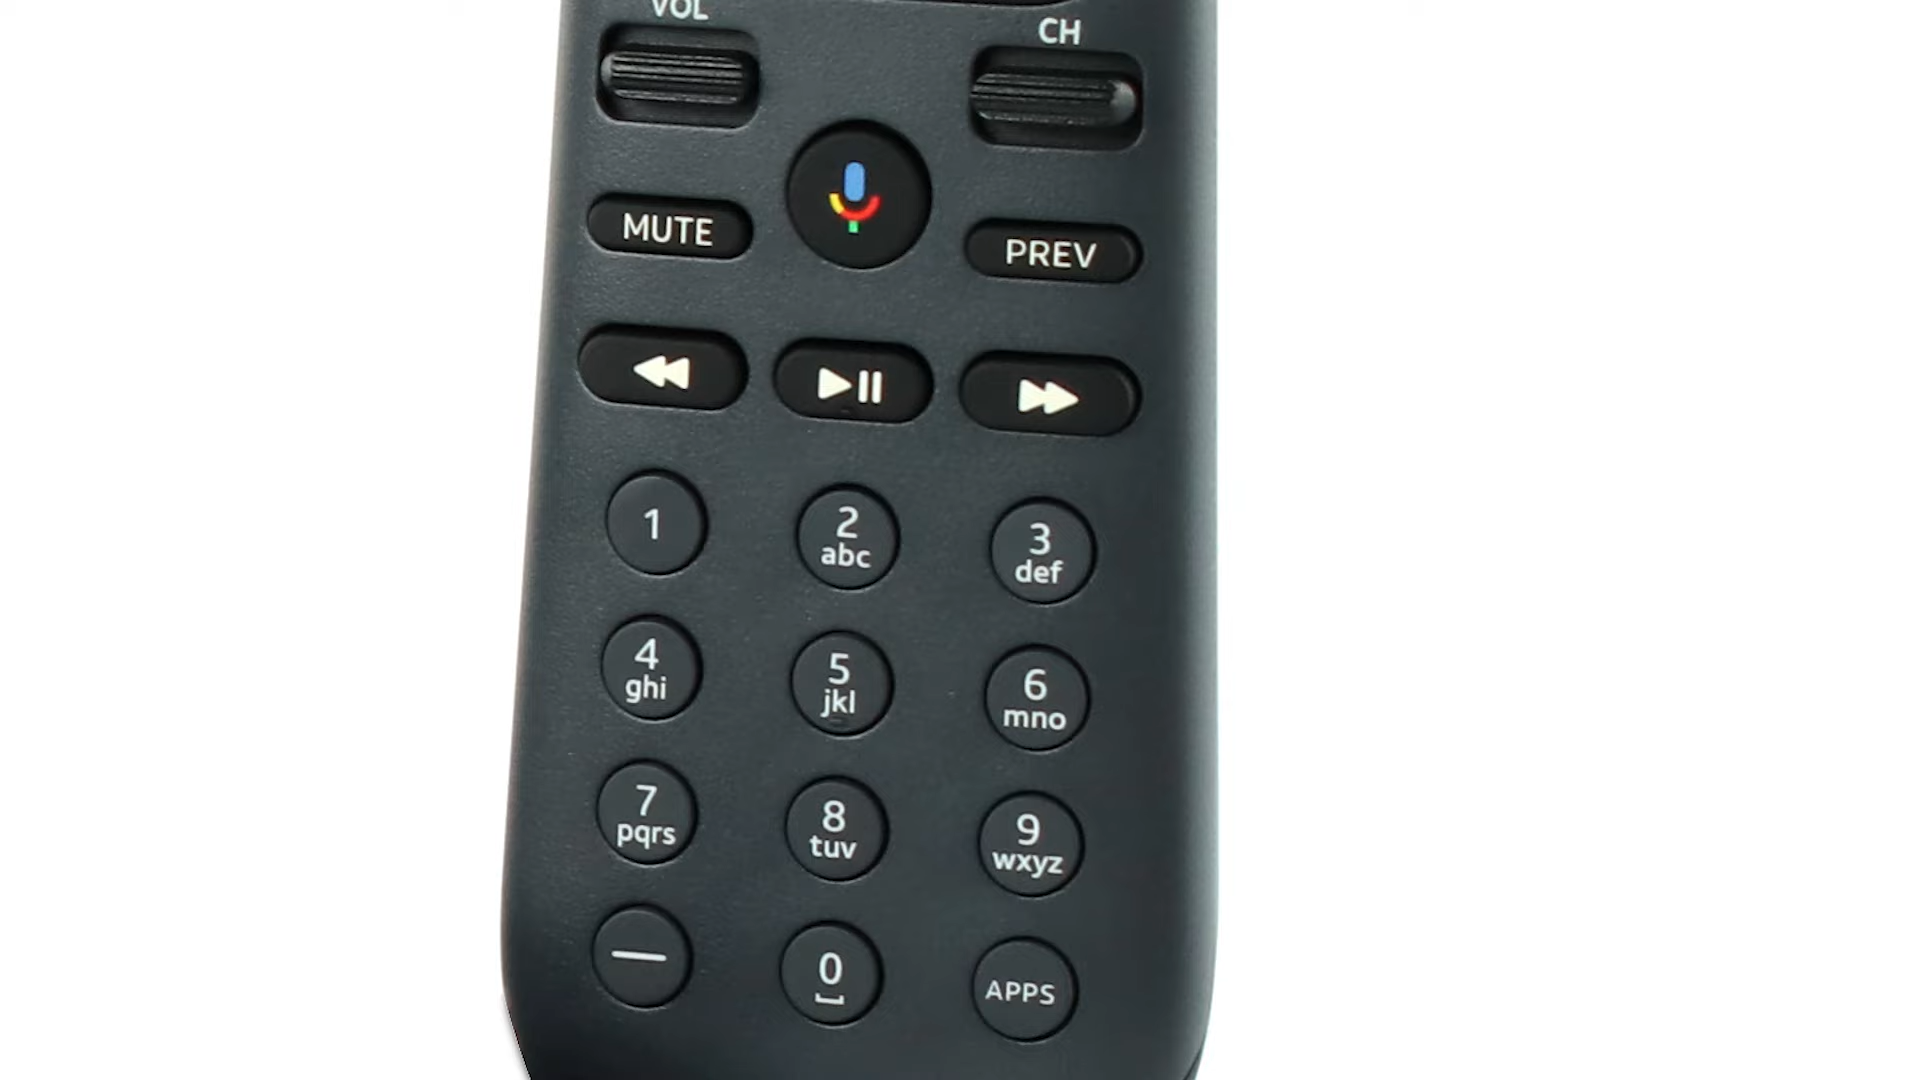 VOL
CH
MUTE
PREV
1
2
abc
3
def
4
ghi
5
jkl
6
mno
7
pqrs
8
tuv
9
wxyz
—
0
APPS